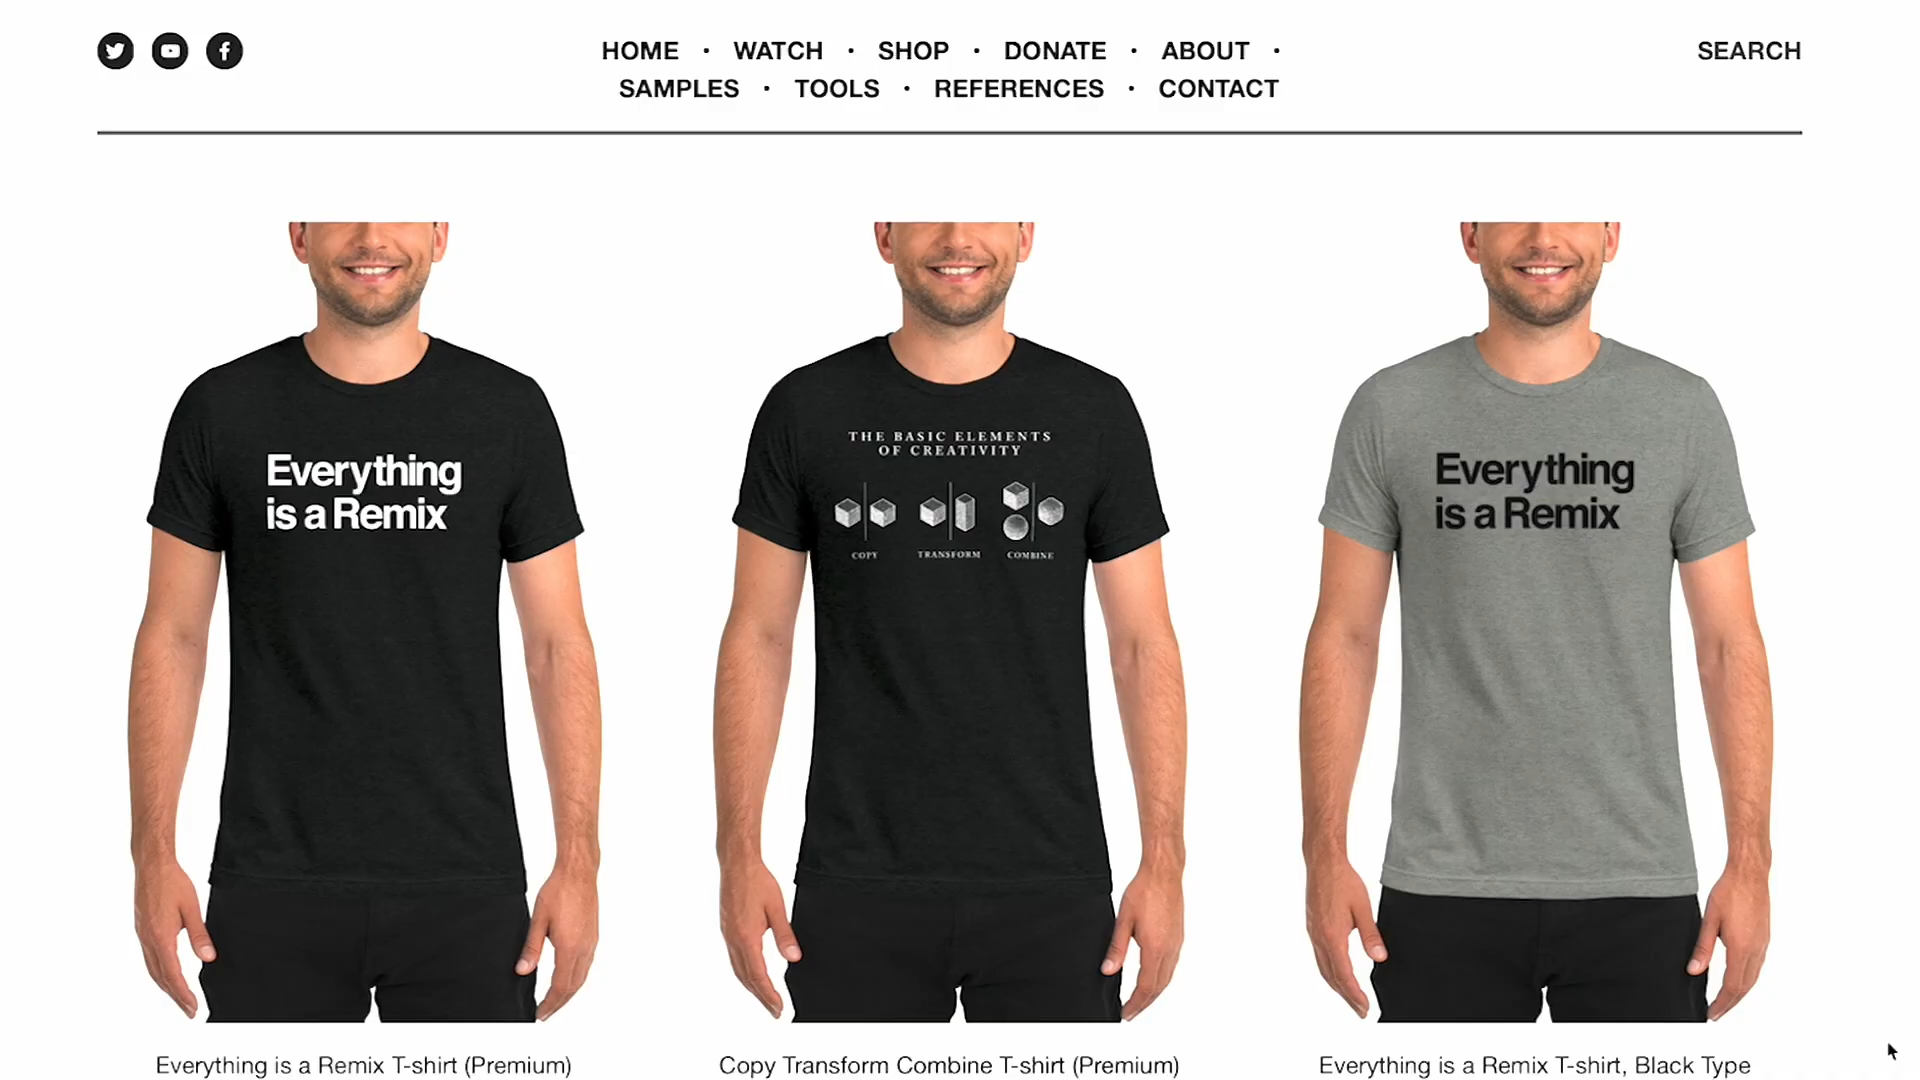 HOME · WATCH · SHOP · DONATE · ABOUT ·
SAMPLES · TOOLS · REFERENCES · CONTACT
SEARCH
Everything
is a Remix
THE BASIC ELEMENTS
OF CREATIVITY
COPY TRANSFORM COMBINE
Everything
is a Remix
Everything is a Remix T-shirt (Premium)
Copy Transform Combine T-shirt (Premium)
Everything is a Remix T-shirt, Black Type